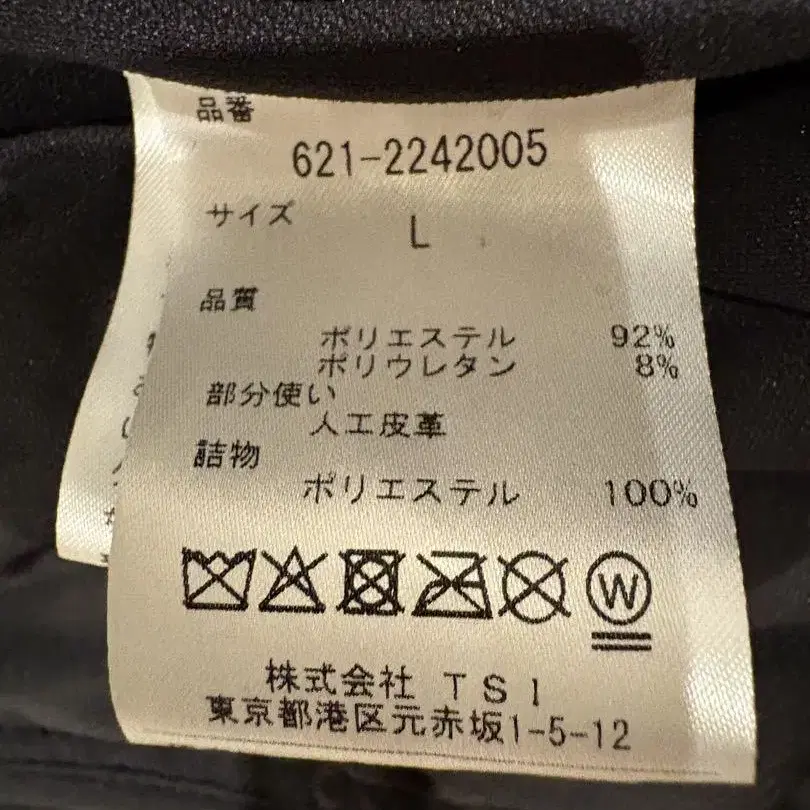 品番
621-2242005
サイズ
L
品質
ポリエステル 92%
ポリウレタン 8%
部分使い
人工皮革
詰物
ポリエステル 100%
W
株式会社 TSI
東京都港区元赤坂1-5-12